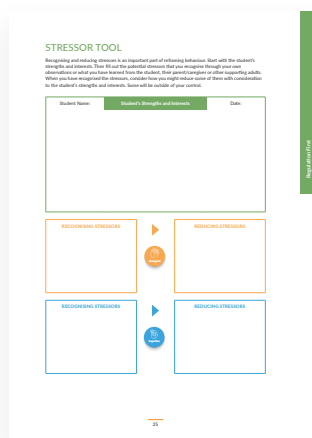 STRESSOR TOOL
Recognising and reducing stressors is an important part of reframing behaviour. Start with the student's
strengths and interests. Then fill out the potential stressors that you recognise through your own
observations or what you have learned from the student, their parent/caregiver or other supporting adults.
When you have recognised the stressors, consider how you might reduce some of them with consideration
to the student's strengths and interests. Some will be outside of your control.
Student Name: Student's Strengths and Interests Date:
RECOGNISING STRESSORS REDUCING STRESSORS
RECOGNISING STRESSORS REDUCING STRESSORS
Together
Regulation First
25